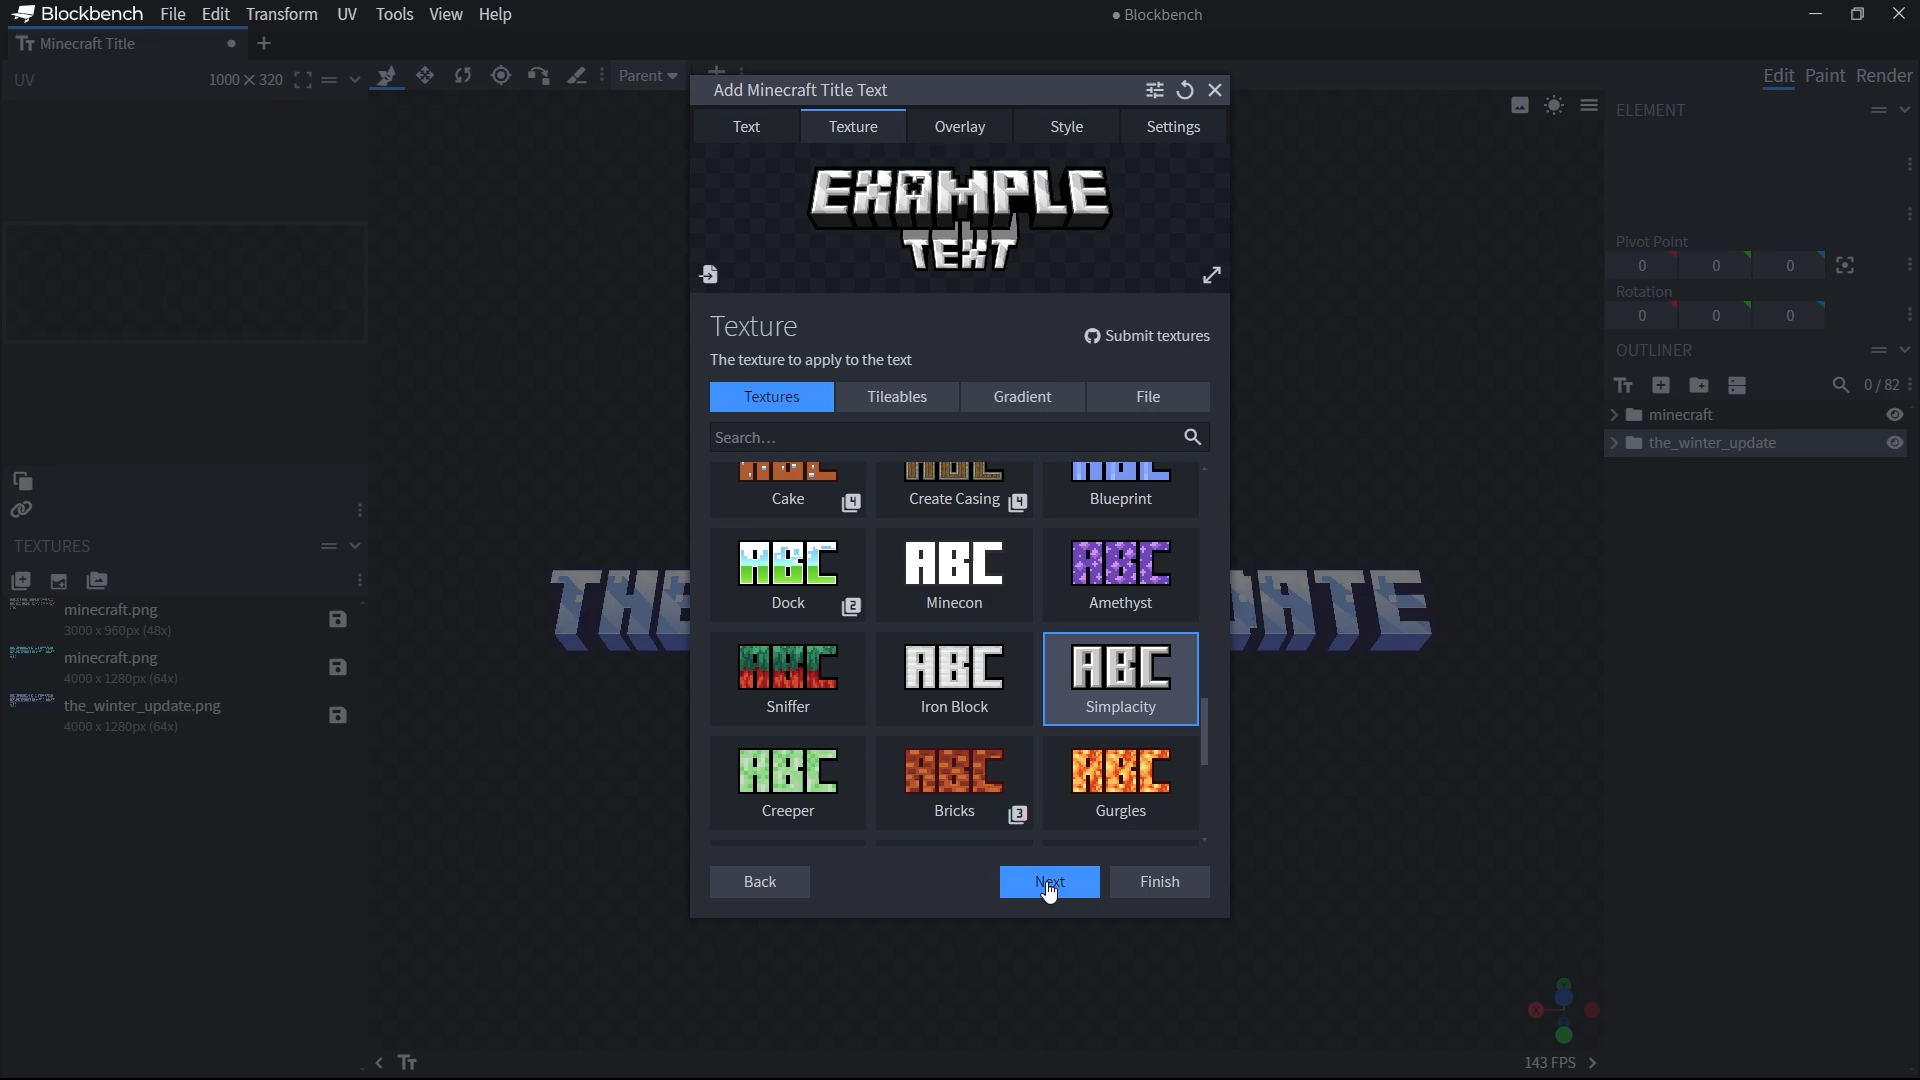 Blockbench File Edit Transform UV Tools View Help
● Blockbench
Tт Minecraft Title
UV 1000 × 320
Parent
Edit Paint Render
Add Minecraft Title Text
Text Texture Overlay Style Settings
EXAMPLE
TEXT
Texture
Submit textures
The texture to apply to the text
Textures Tileables Gradient File
Search...
Cake 4
Create Casing 4
Blueprint
ABC ABC ABC
Dock 2
Minecon
Amethyst
ABC ABC ABC
Sniffer
Iron Block
Simplacity
ABC ABC ABC
Creeper
Bricks 3
Gurgles
Back Next Finish
ELEMENT
Pivot Point
0 0 0
Rotation
0 0 0
OUTLINER
Tт 0 / 82
minecraft
the_winter_update
TEXTURES
minecraft.png
3000 x 960px (48x)
minecraft.png
4000 x 1280px (64x)
the_winter_update.png
4000 x 1280px (64x)
THE
Tт
143 FPS